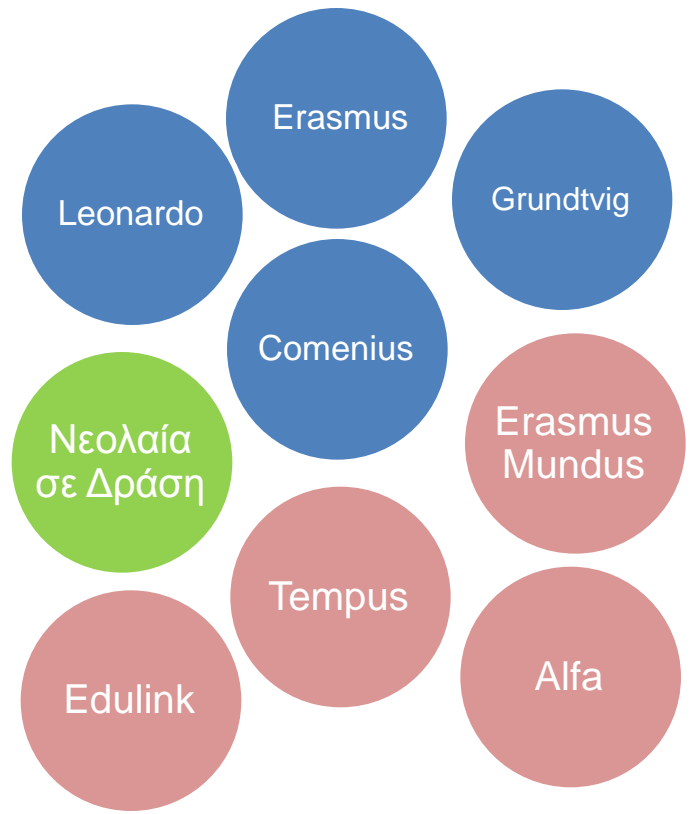 Erasmus
Leonardo
Grundtvig
Comenius
Νεολαία
σε Δράση
Erasmus
Mundus
Tempus
Edulink
Alfa